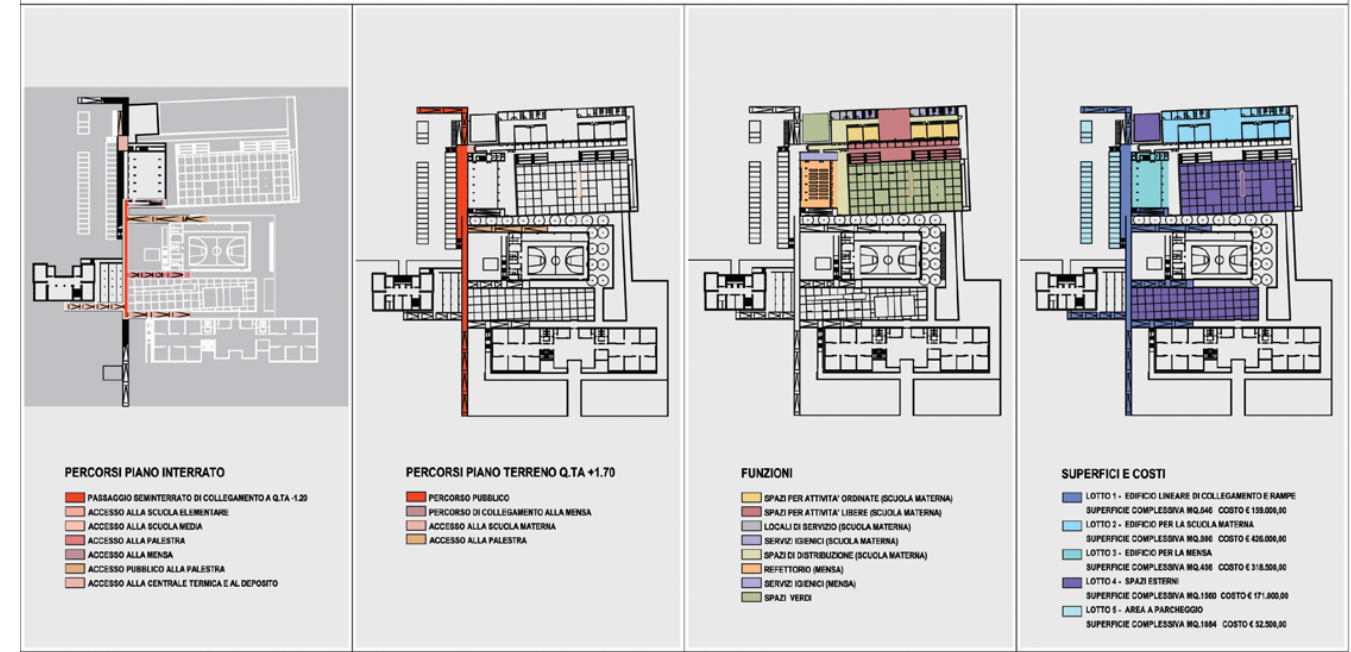 PERCORSI PIANO INTERRATO
PASSAGGIO SEMINTERRATO DI COLLEGAMENTO A Q.TA -1.20
ACCESSO ALLA SCUOLA ELEMENTARE
ACCESSO ALLA SCUOLA MEDIA
ACCESSO ALLA PALESTRA
ACCESSO ALLA MENSA
ACCESSO PUBBLICO ALLA PALESTRA
ACCESSO ALLA CENTRALE TERMICA E AL DEPOSITO
PERCORSI PIANO TERRENO Q.TA +1.70
PERCORSO PUBBLICO
PERCORSO DI COLLEGAMENTO ALLA MENSA
ACCESSO ALLA SCUOLA MATERNA
ACCESSO ALLA PALESTRA
FUNZIONI
SPAZI PER ATTIVITA' ORDINATE (SCUOLA MATERNA)
SPAZI PER ATTIVITA' LIBERE (SCUOLA MATERNA)
LOCALI DI SERVIZIO (SCUOLA MATERNA)
SERVIZI IGIENICI (SCUOLA MATERNA)
SPAZI DI DISTRIBUZIONE (SCUOLA MATERNA)
REFETTORIO (MENSA)
SERVIZI IGIENICI (MENSA)
SPAZI VERDI
SUPERFICI E COSTI
LOTTO 1 - EDIFICIO LINEARE DI COLLEGAMENTO E RAMPE
SUPERFICIE COMPLESSIVA MQ.546 COSTO € 159.000,00
LOTTO 2 - EDIFICIO PER LA SCUOLA MATERNA
SUPERFICIE COMPLESSIVA MQ.806 COSTO € 426.000,00
LOTTO 3 - EDIFICIO PER LA MENSA
SUPERFICIE COMPLESSIVA MQ.456 COSTO € 318.500,00
LOTTO 4 - SPAZI ESTERNI
SUPERFICIE COMPLESSIVA MQ.1560 COSTO € 171.000,00
LOTTO 5 - AREA A PARCHEGGIO
SUPERFICIE COMPLESSIVA MQ.1084 COSTO € 52.500,00